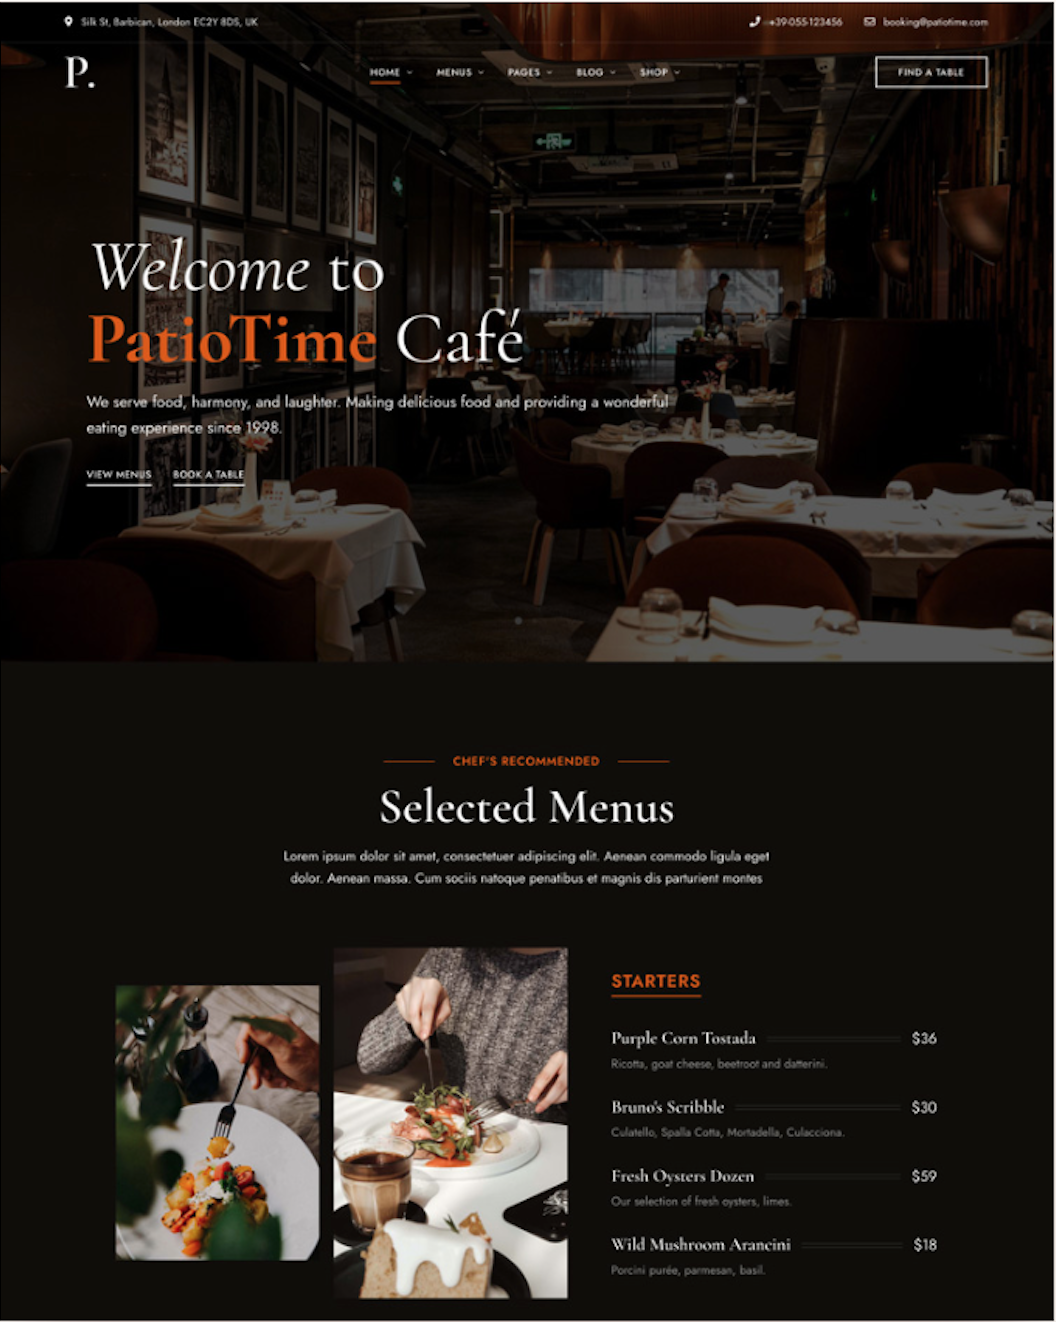 Silk St, Barbican, London EC2Y 8DS, UK
+39-055-123456
booking@patiotime.com
P.
HOME
MENUS
PAGES
BLOG
SHOP
FIND A TABLE
Welcome to
PatioTime Café
We serve food, harmony, and laughter. Making delicious food and providing a wonderful
eating experience since 1998.
VIEW MENUS
BOOK A TABLE
CHEF'S RECOMMENDED
Selected Menus
Lorem ipsum dolor sit amet, consectetuer adipiscing elit. Aenean commodo ligula eget
dolor. Aenean massa. Cum sociis natoque penatibus et magnis dis parturient montes
STARTERS
Purple Corn Tostada $36
Ricotta, goat cheese, beetroot and datterini.
Bruno's Scribble $30
Culatello, Spalla Cotta, Mortadella, Culacciona.
Fresh Oysters Dozen $59
Our selection of fresh oysters, limes.
Wild Mushroom Arancini $18
Porcini purée, parmesan, basil.